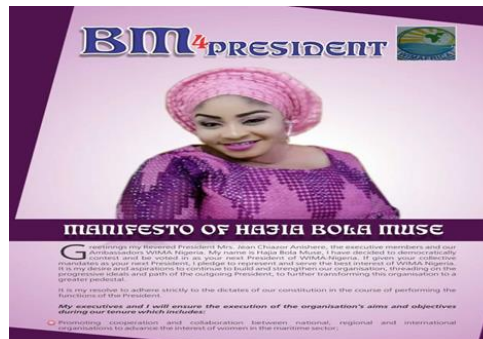 BM4PRESIDENT
MANIFESTO OF HAJIA BOLA MUSE
Greetings my Revered President Mrs. Jean Chiazor Anishere, the executive members and our
Ambassadors WIMA Nigeria. My name is Hajia Bola Muse, I have decided to democratically
contest and be voted in as your next President of WIMA-Nigeria. If given your collective
mandates as your next President, I pledge to represent and serve the best interest of WIMA Nigeria.
It is my desire and aspirations to continue to build and strengthen our organisation, threading on the
progressive ideals and path of the outgoing President, to further transforming this organisation to a
greater pedestal.
It is my resolve to adhere strictly to the dictates of our constitution in the course of performing the
functions of the President.
My executives and I will ensure the execution of the organisation's aims and objectives
during our tenure which includes:
Promoting cooperation and collaboration between national, regional and international
organisations to advance the interest of women in the maritime sector;